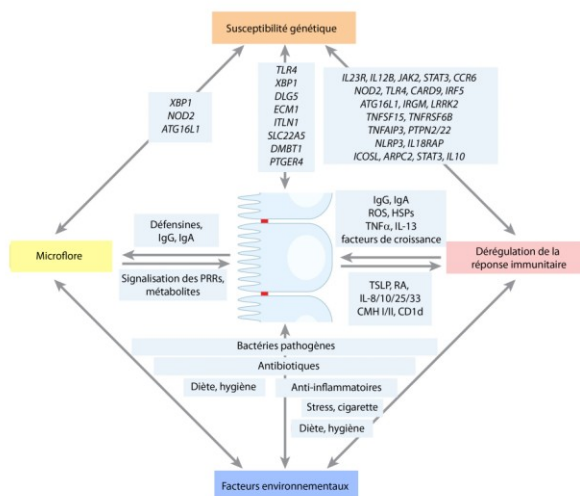 Susceptibilité génétique
XBP1
NOD2
ATG16L1
TLR4
XBP1
DLG5
ECM1
ITLN1
SLC22A5
DMBT1
PTGER4
IL23R, IL12B, JAK2, STAT3, CCR6
NOD2, TLR4, CARD9, IRF5
ATG16L1, IRGM, LRRK2
TNFSF15, TNFRSF6B
TNFAIP3, PTPN2/22
NLRP3, IL18RAP
ICOSL, ARPC2, STAT3, IL10
Microflore
Défensines,
IgG, IgA
Signalisation des PRRs,
métabolites
IgG, IgA
ROS, HSPs
TNFα, IL-13
facteurs de croissance
TSLP, RA,
IL-8/10/25/33
CMH I/II, CD1d
Dérégulation de la
réponse immunitaire
Bactéries pathogènes
Antibiotiques
Diète, hygiène
Anti-inflammatoires
Stress, cigarette
Diète, hygiène
Facteurs environnementaux